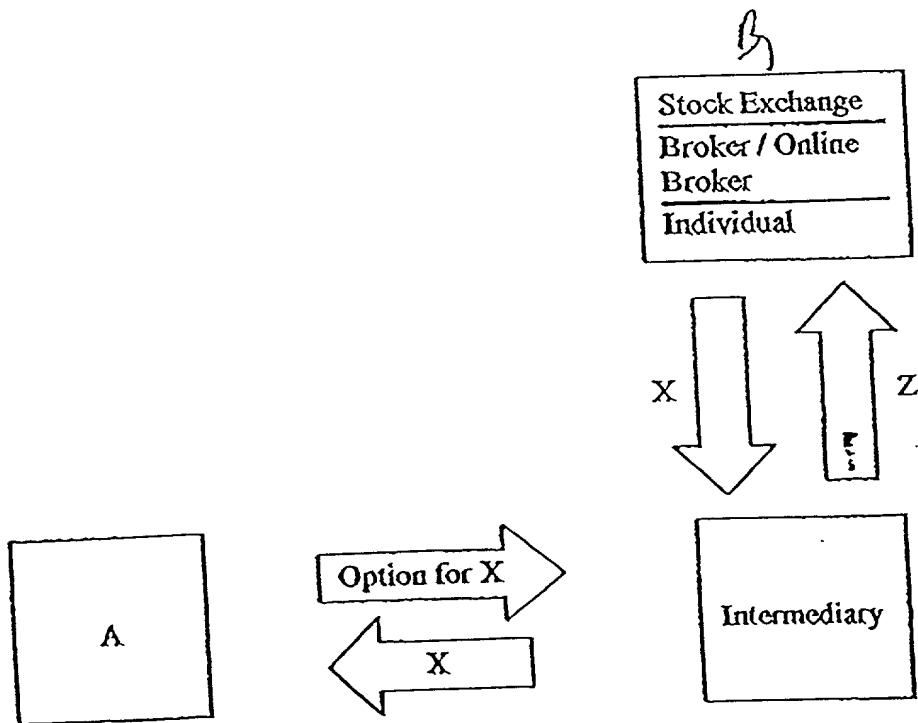 B
Stock Exchange
Broker / Online
Broker
Individual
X
Z
Option for X
X
A
Intermediary